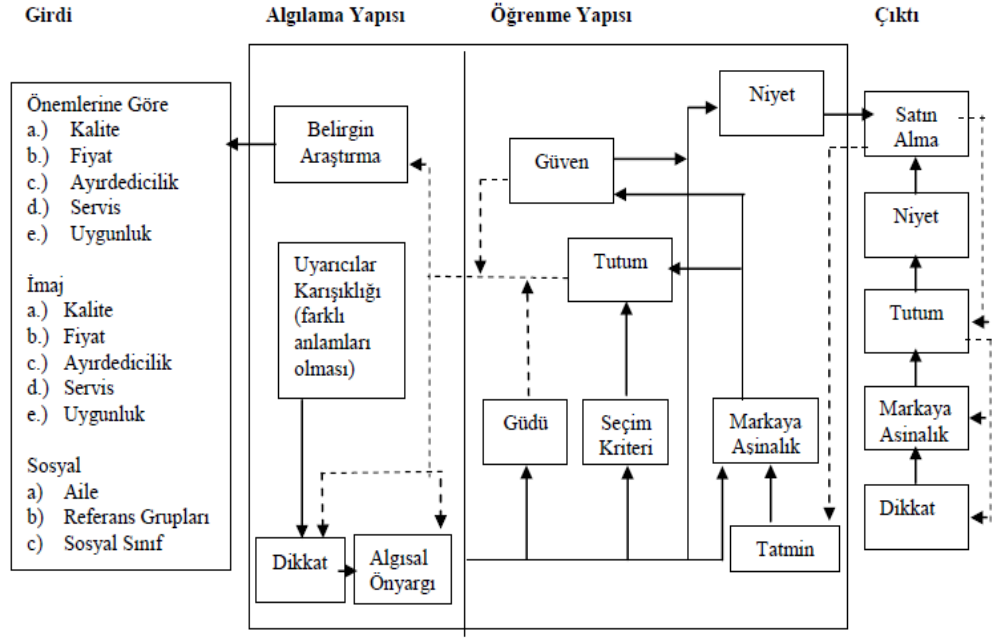 Girdi
Algılama Yapısı
Öğrenme Yapısı
Çıktı
Önemlerine Göre
a.) Kalite
b.) Fiyat
c.) Ayırdedicilik
d.) Servis
e.) Uygunluk
İmaj
a.) Kalite
b.) Fiyat
c.) Ayırdedicilik
d.) Servis
e.) Uygunluk
Sosyal
a) Aile
b) Referans Grupları
c) Sosyal Sınıf
Belirgin
Araştırma
Uyarıcılar
Karışıklığı
(farklı
anlamları
olması)
Dikkat
Algısal
Önyargı
Niyet
Güven
Tutum
Güdü
Seçim
Kriteri
Markaya
Aşinalık
Tatmin
Satın
Alma
Niyet
Tutum
Markaya
Asinalık
Dikkat